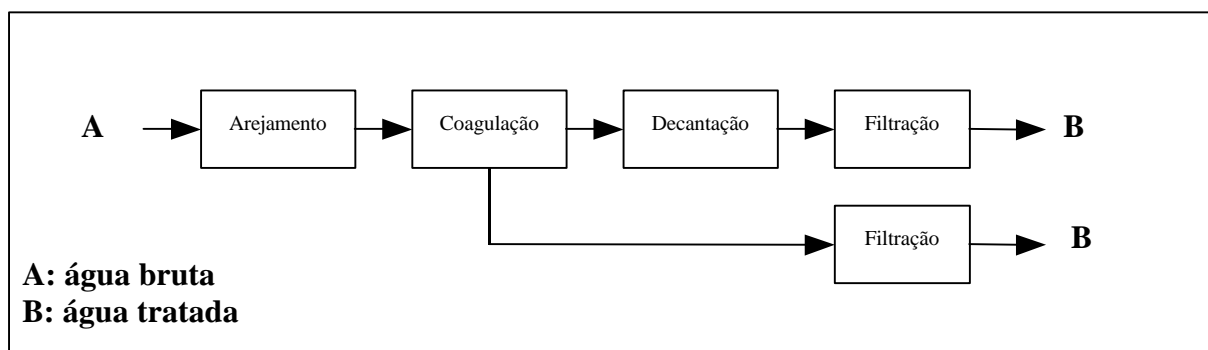 A
Arejamento
Coagulação
Decantação
Filtração
B
Filtração
B
A: água bruta
B: água tratada